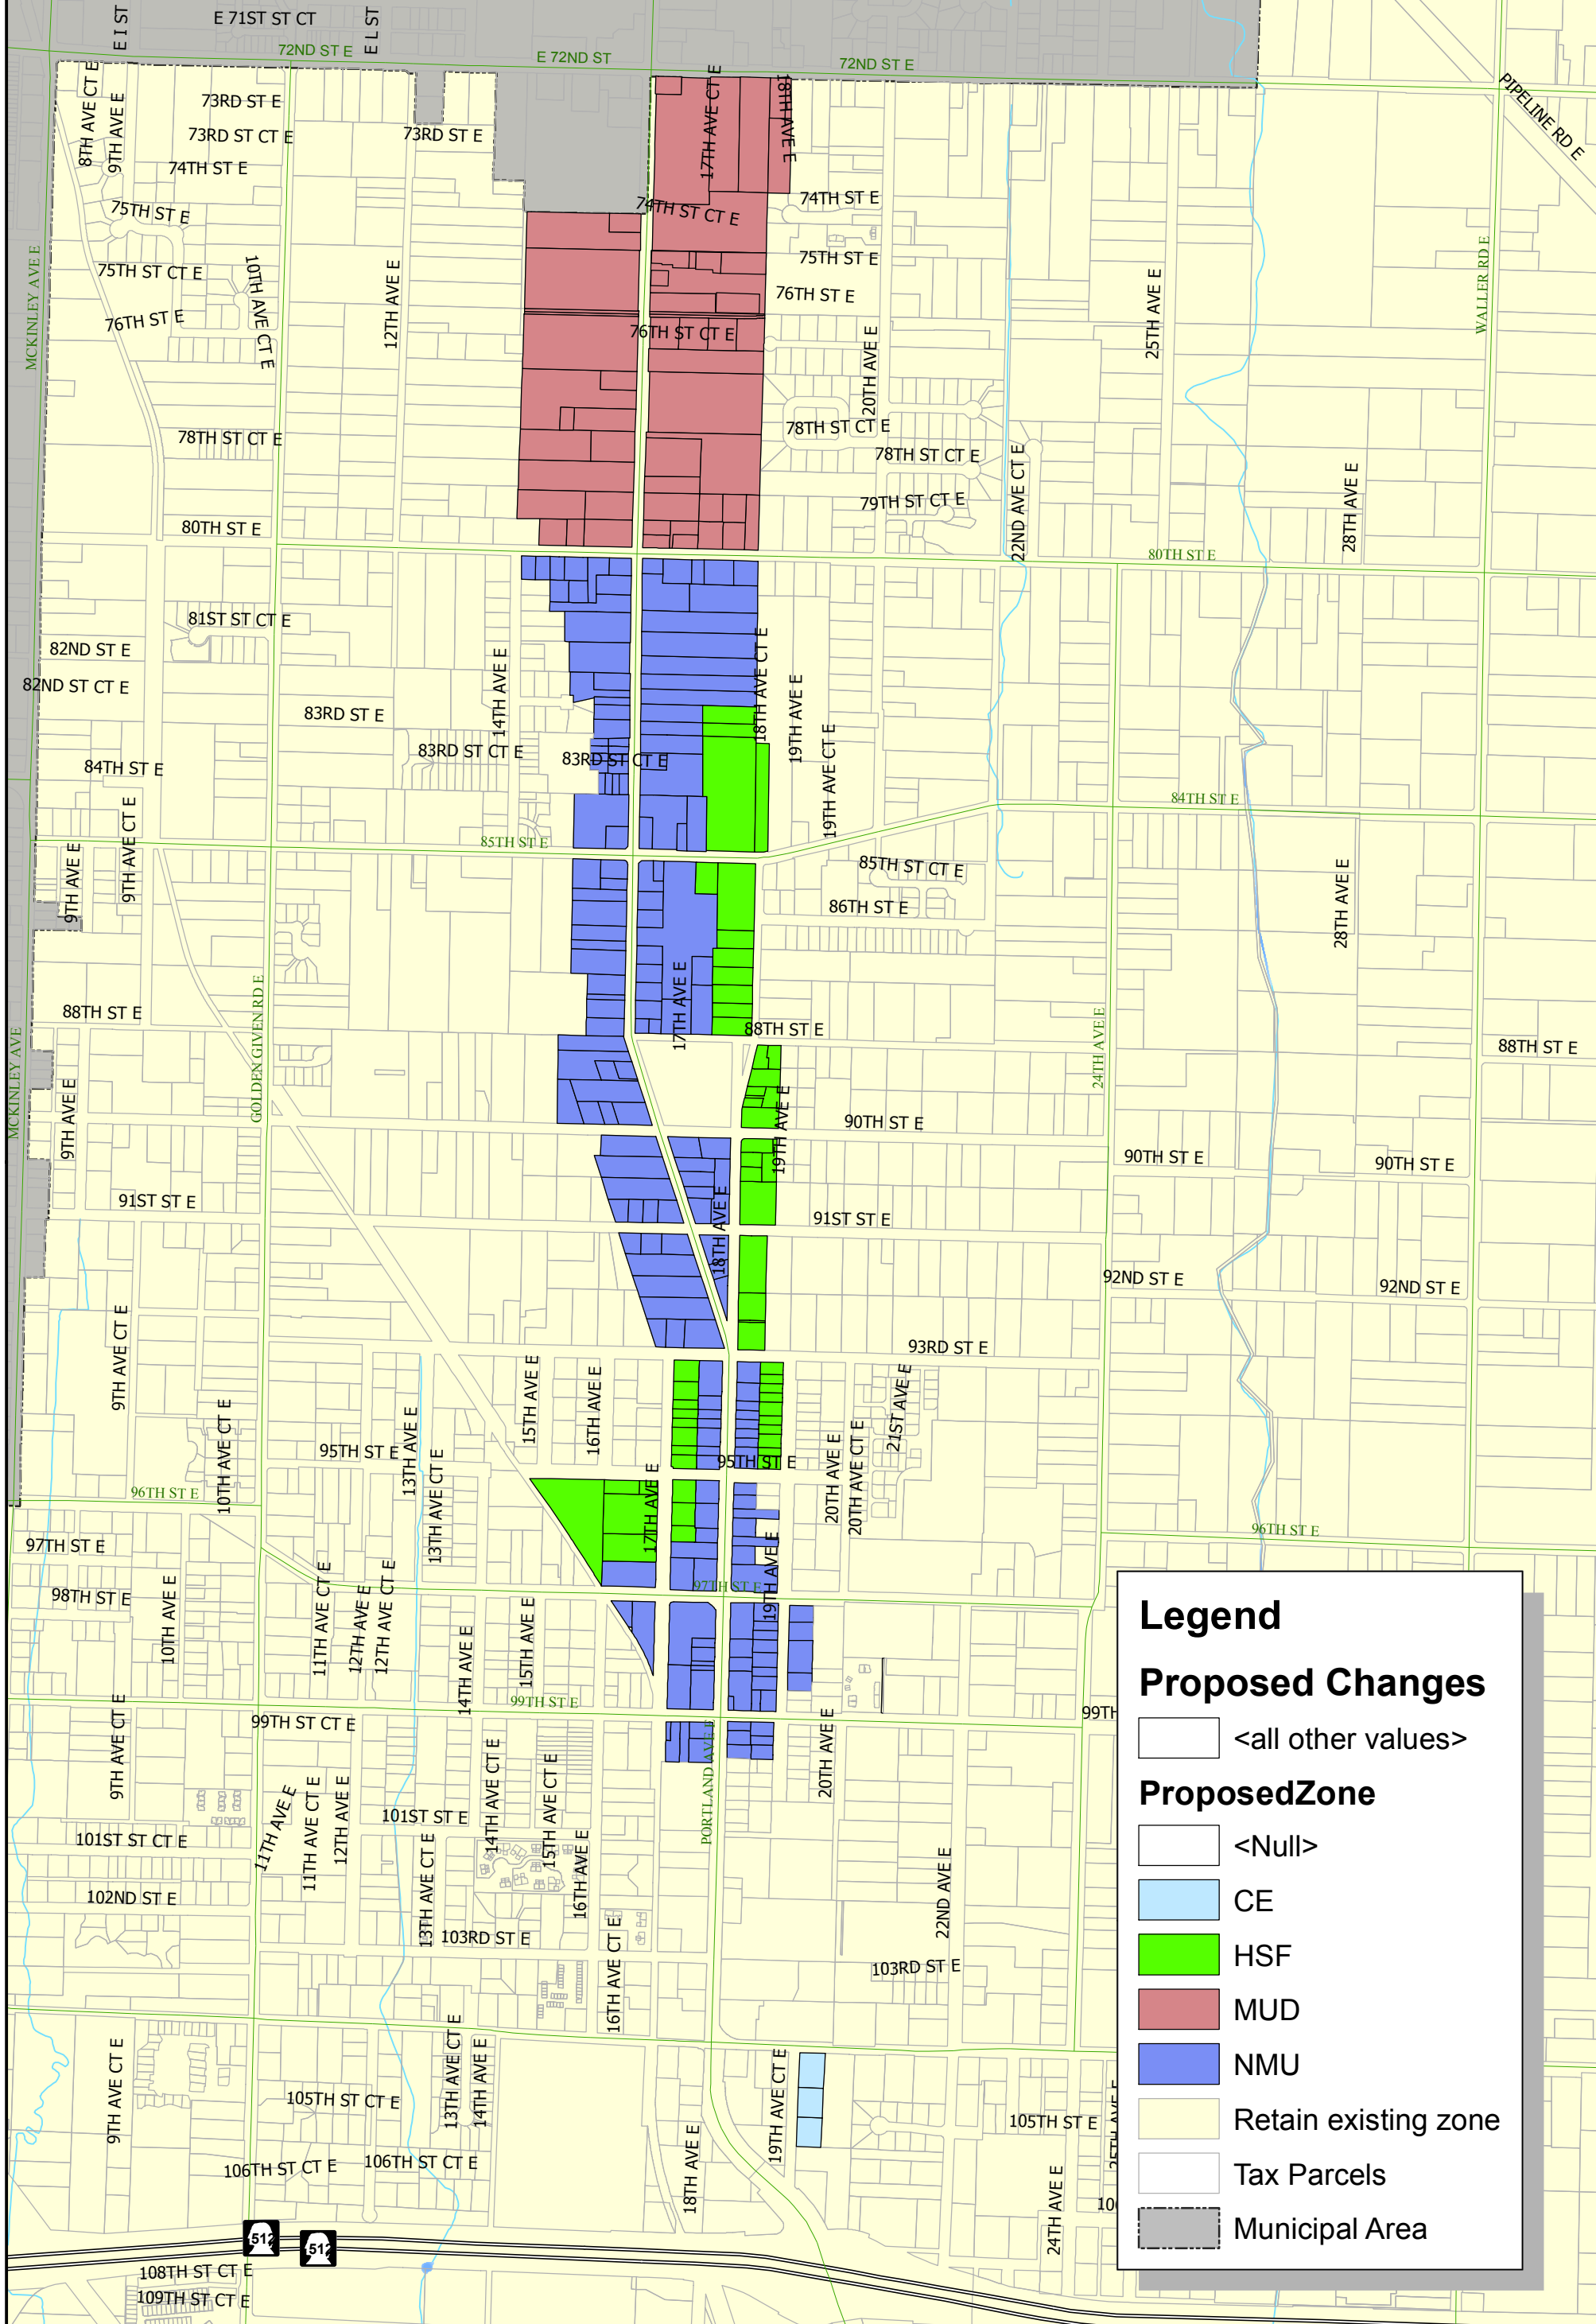 E I ST
E 71ST ST CT
E L ST
72ND ST E
E 72ND ST
72ND ST E
PIPELINE RD E
8TH AVE CT E
9TH AVE E
73RD ST E
73RD ST CT E
73RD ST E
74TH ST E
17TH AVE CT E
18TH AVE E
75TH ST E
74TH ST CT E
74TH ST E
MCKINLEY AVE E
75TH ST CT E
10TH AVE CT E
12TH AVE E
75TH ST E
25TH AVE E
WALLER RD E
76TH ST E
76TH ST E
76TH ST CT E
20TH AVE E
78TH ST CT E
78TH ST CT E
78TH ST CT E
79TH ST CT E
22ND AVE CT E
28TH AVE E
80TH ST E
80TH ST E
81ST ST CT E
82ND ST E
82ND ST CT E
14TH AVE E
18TH AVE CT E
19TH AVE E
83RD ST E
83RD ST CT E
83RD ST CT E
19TH AVE CT E
84TH ST E
84TH ST E
9TH AVE CT E
85TH ST E
9TH AVE E
85TH ST CT E
86TH ST E
28TH AVE E
GOLDEN GIVEN RD E
17TH AVE E
88TH ST E
88TH ST E
24TH AVE E
88TH ST E
MCKINLEY AVE
9TH AVE E
19TH AVE E
90TH ST E
90TH ST E
90TH ST E
91ST ST E
18TH AVE E
91ST ST E
92ND ST E
92ND ST E
9TH AVE CT E
93RD ST E
15TH AVE E
16TH AVE E
21ST AVE E
10TH AVE CT E
13TH AVE E
95TH ST E
95TH ST E
13TH AVE CT E
17TH AVE E
20TH AVE E
20TH AVE CT E
96TH ST E
96TH ST E
97TH ST E
19TH AVE E
97TH ST E
98TH ST E
10TH AVE E
11TH AVE CT E
12TH AVE E
12TH AVE CT E
14TH AVE E
15TH AVE E
99TH ST E
99TH ST CT E
99TH
9TH AVE CT E
PORTLAND AVE E
20TH AVE E
11TH AVE E
11TH AVE CT E
12TH AVE E
101ST ST E
14TH AVE CT E
15TH AVE CT E
16TH AVE E
101ST ST CT E
13TH AVE CT E
102ND ST E
22ND AVE E
103RD ST E
16TH AVE CT E
103RD ST E
9TH AVE CT E
13TH AVE CT E
14TH AVE E
105TH ST CT E
19TH AVE CT E
105TH ST E
25TH AVE E
106TH ST CT E
106TH ST CT E
18TH AVE E
24TH AVE E
10
512
512
108TH ST CT E
109TH ST CT E
Legend
Proposed Changes
<all other values>
ProposedZone
<Null>
CE
HSF
MUD
NMU
Retain existing zone
Tax Parcels
Municipal Area